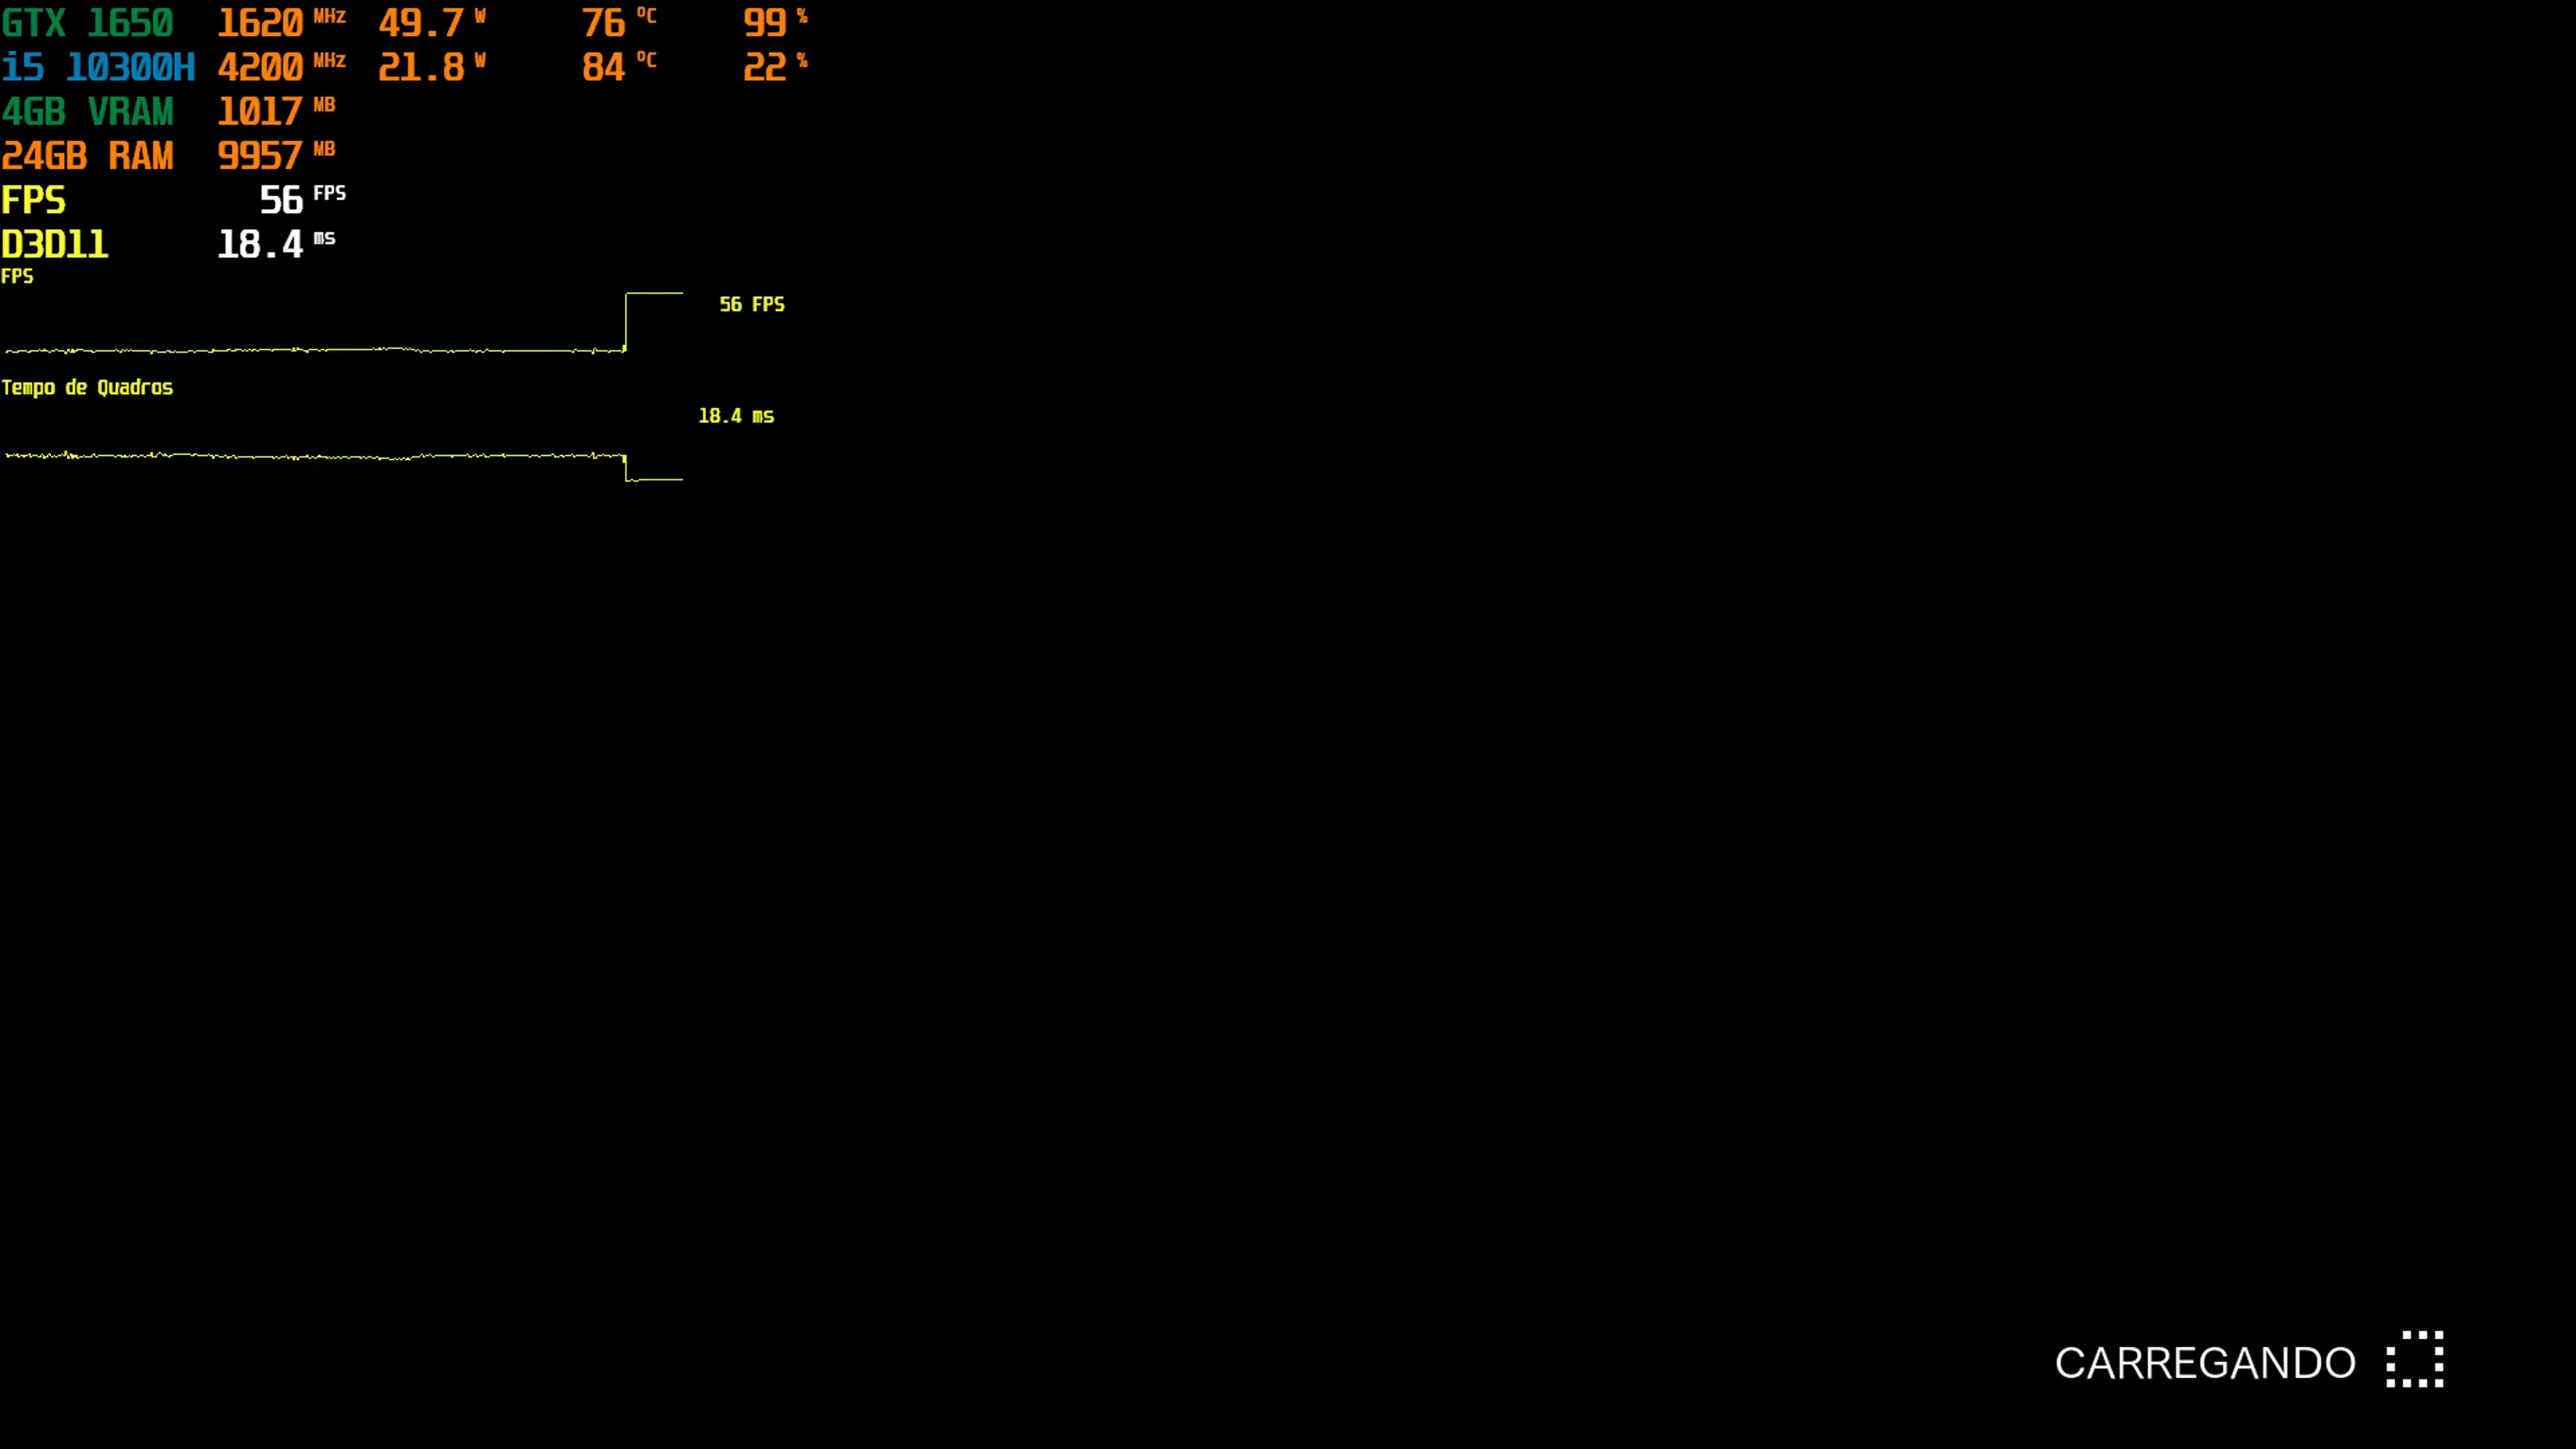 GTX 1650 1620 MHz 49.7 W 76 ºC 99 %
i5 10300H 4200 MHz 21.8 W 84 ºC 22 %
4GB VRAM 1017 MB
24GB RAM 9957 MB
FPS 56 FPS
D3D11 18.4 ms
FPS
56 FPS
Tempo de Quadros
18.4 ms
CARREGANDO